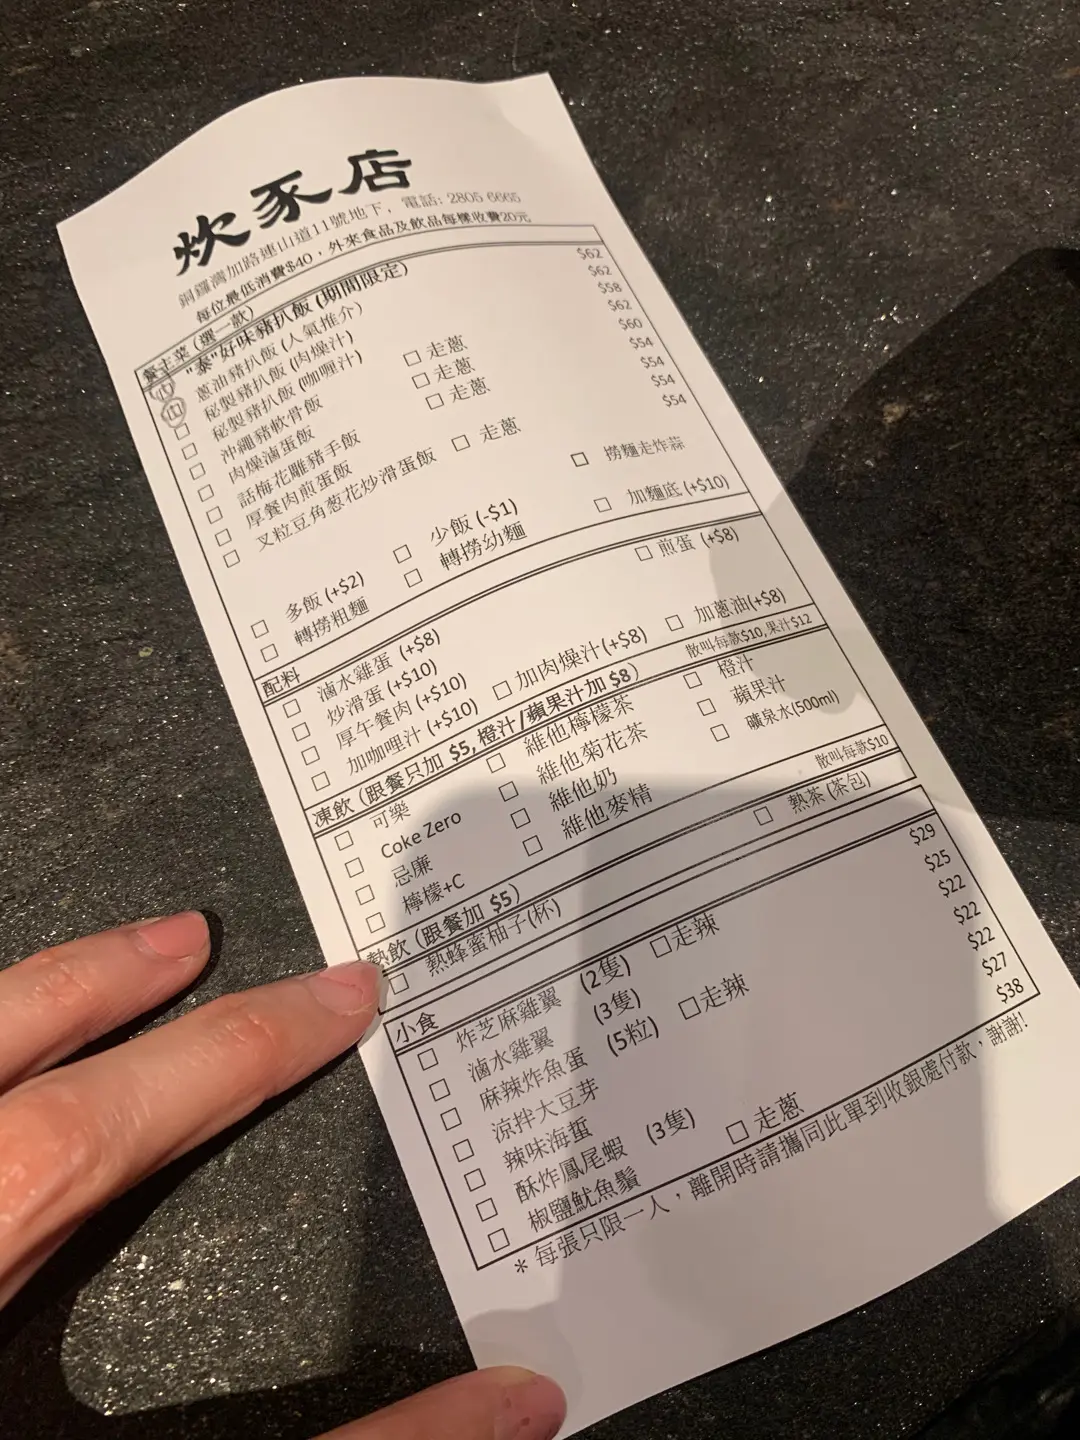 炊豕店
銅鑼灣加路連山道11號地下, 電話: 2805 6665
每位最低消費$40，外來食品及飲品每樣收費20元
餐主菜 (選一款)
"泰"好味豬扒飯 (期間限定) $62
蔥油豬扒飯 (人氣推介) $62
秘製豬扒飯 (肉燥汁) □ 走蔥 $58
秘製豬扒飯 (咖喱汁) □ 走蔥 $62
沖繩豬軟骨飯 □ 走蔥 $60
肉燥滷蛋飯 $54
話梅花雕豬手飯 $54
厚餐肉煎蛋飯 $54
叉粒豆角葱花炒滑蛋飯 □ 走蔥 $54
□ 撈麵走炸蒜
□ 多飯 (+$2) □ 少飯 (-$1) □ 加麵底 (+$10)
□ 轉撈粗麵 □ 轉撈幼麵
配料
□ 滷水雞蛋 (+$8) □ 煎蛋 (+$8)
□ 炒滑蛋 (+$10)
□ 厚午餐肉 (+$10)
□ 加咖喱汁 (+$10) □ 加肉燥汁(+$8) □ 加蔥油(+$8)
凍飲 (跟餐只加 $5, 橙汁/蘋果汁加 $8) 散叫每款$10, 果汁$12
□ 可樂 □ 維他檸檬茶 □ 橙汁
□ Coke Zero □ 維他菊花茶 □ 蘋果汁
□ 忌廉 □ 維他奶 □ 礦泉水(500ml)
□ 檸檬+C □ 維他麥精
熱飲 (跟餐加 $5) 散叫每款$10
□ 熱蜂蜜柚子(杯) □ 熱茶 (茶包)
小食
□ 炸芝麻雞翼 (2隻) □走辣 $29
□ 滷水雞翼 (3隻) $25
□ 麻辣炸魚蛋 (5粒) □走辣 $22
□ 涼拌大豆芽 $22
□ 辣味海蜇 $22
□ 酥炸鳳尾蝦 (3隻) $27
□ 椒鹽魷魚鬚 □ 走蔥 $38
* 每張只限一人，離開時請攜同此單到收銀處付款，謝謝!